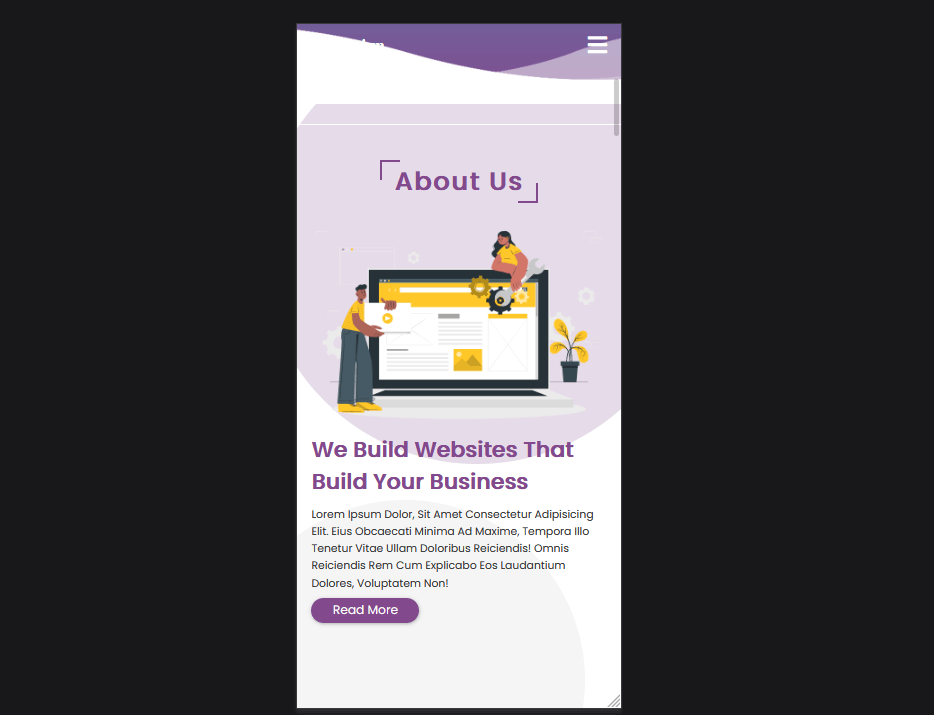 About Us
We Build Websites That
Build Your Business
Lorem Ipsum Dolor, Sit Amet Consectetur Adipisicing
Elit. Eius Obcaecati Minima Ad Maxime, Tempora Illo
Tenetur Vitae Ullam Doloribus Reiciendis! Omnis
Reiciendis Rem Cum Explicabo Eos Laudantium
Dolores, Voluptatem Non!
Read More